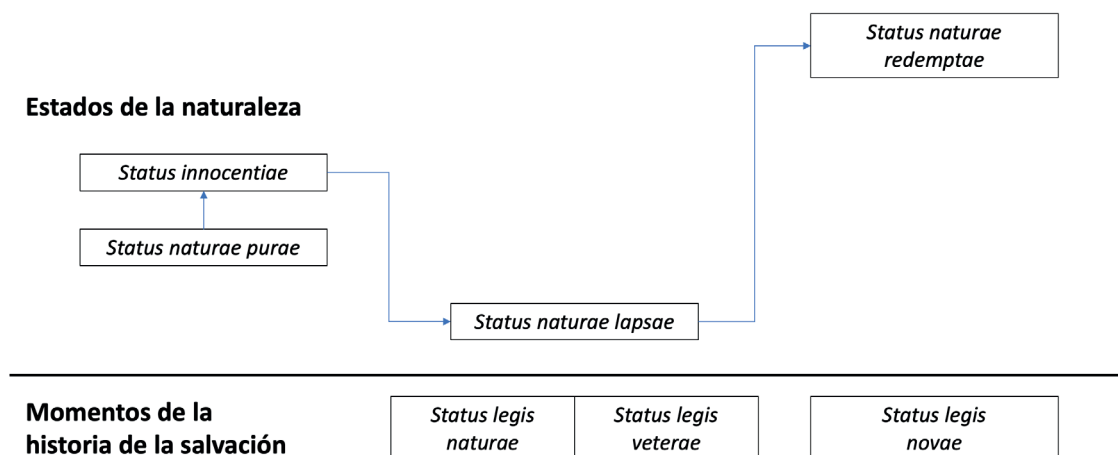 Status naturae
redemptae
Estados de la naturaleza
Status innocentiae
Status naturae purae
Status naturae lapsae
Momentos de la
historia de la salvación
Status legis
naturae
Status legis
veterae
Status legis
novae